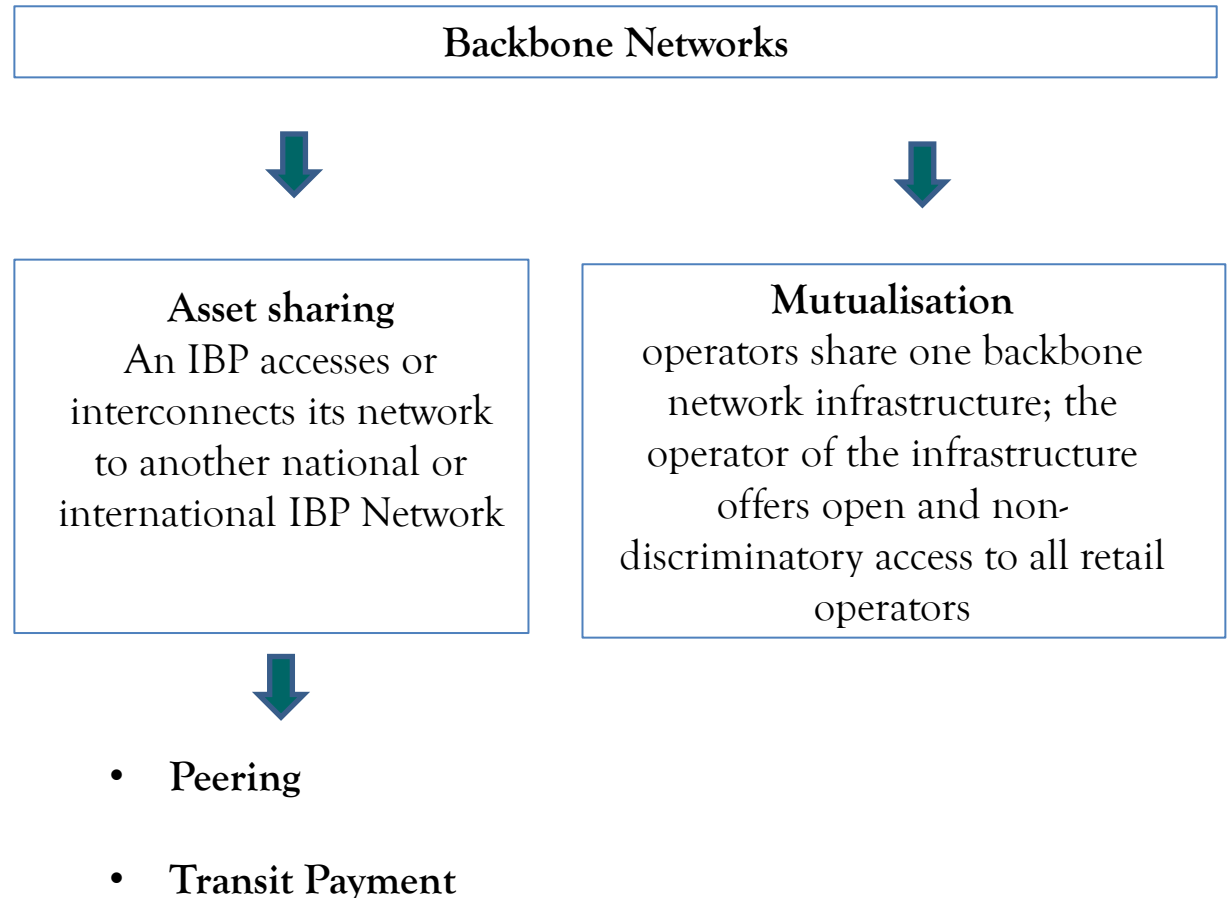 Backbone Networks
Asset sharing
An IBP accesses or
interconnects its network
to another national or
international IBP Network
Mutualisation
operators share one backbone
network infrastructure; the
operator of the infrastructure
offers open and non-
discriminatory access to all retail
operators
• Peering
• Transit Payment